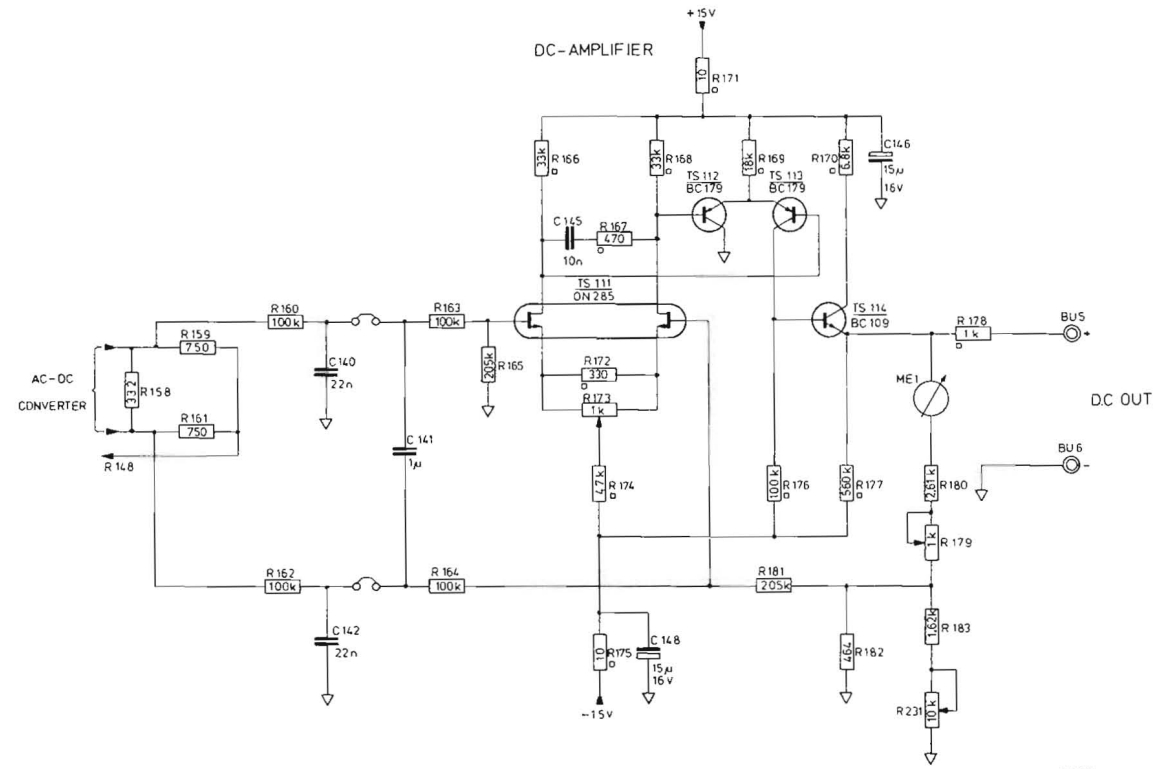 +15V
DC-AMPLIFIER
10
R171
33k
R166
33k
R168
18k
R169
R170
6.8k
C146
15µ
16V
TS112
BC179
TS113
BC179
C145
10n
R167
470
TS111
ON285
R160
100k
R163
100k
R159
750
R158
332
R161
750
R148
AC-DC
CONVERTER
C140
22n
205k
R165
R172
330
R173
1k
C141
1µ
47k
R174
TS114
BC109
R178
1k
BU5
+
ME1
D.C OUT
BU6
-
100k
R176
560k
R177
2,61k
R180
1k
R179
R162
100k
R164
100k
R181
205k
C142
22n
10
R175
C148
15µ
16V
-15V
464
R182
1,62k
R183
R231
10k